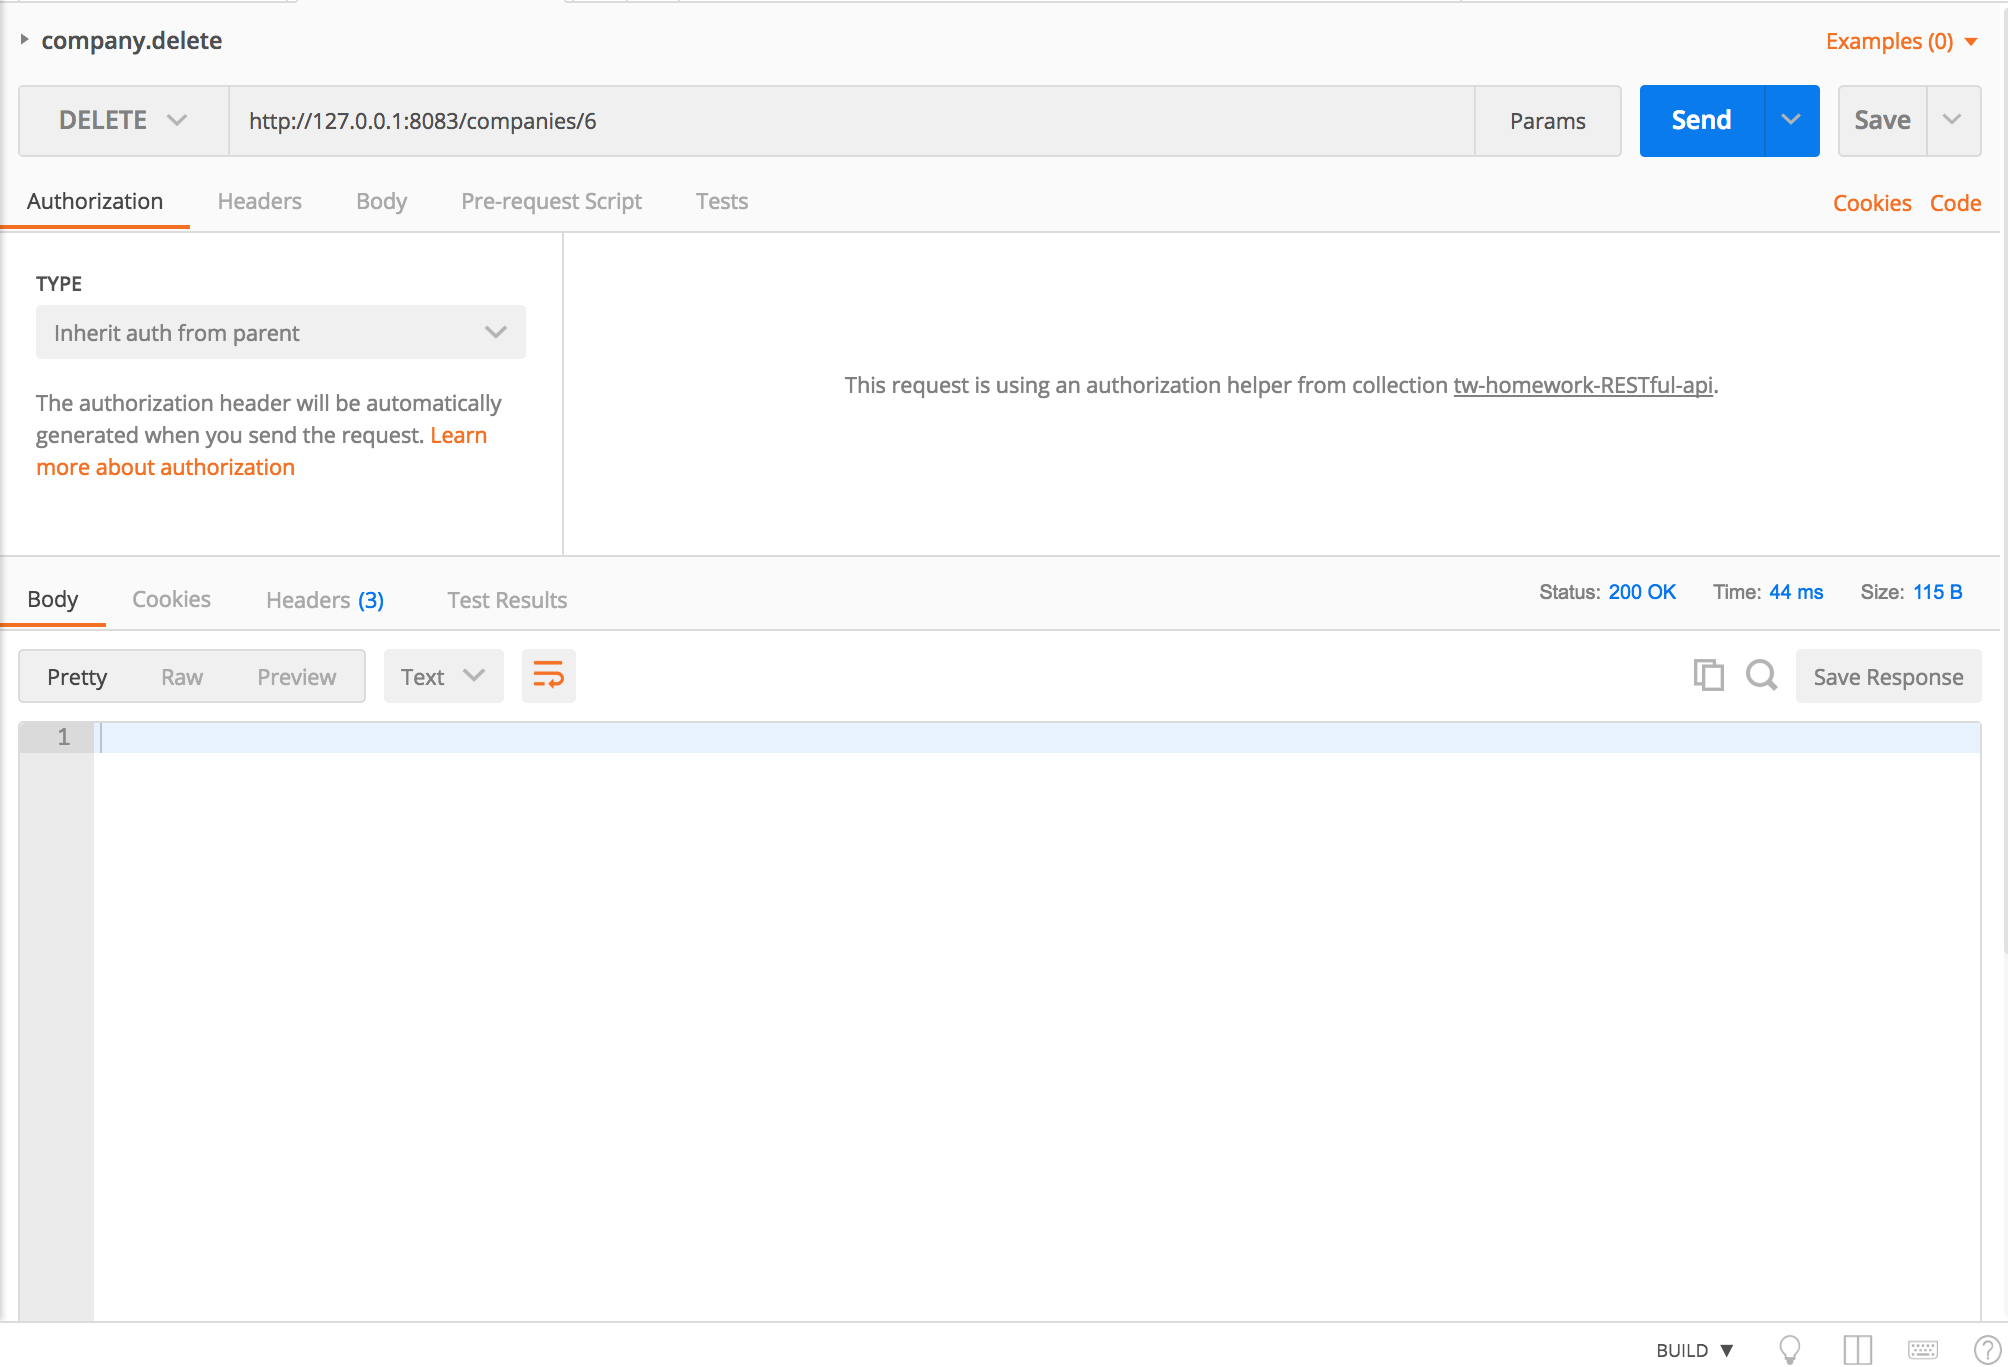 company.delete
Examples (0)
DELETE
http://127.0.0.1:8083/companies/6
Params
Send
Save
Authorization
Headers
Body
Pre-request Script
Tests
Cookies
Code
TYPE
Inherit auth from parent
The authorization header will be automatically
generated when you send the request. Learn
more about authorization
This request is using an authorization helper from collection tw-homework-RESTful-api.
Body
Cookies
Headers (3)
Test Results
Status: 200 OK
Time: 44 ms
Size: 115 B
Pretty
Raw
Preview
Text
Save Response
1
BUILD ▼
?